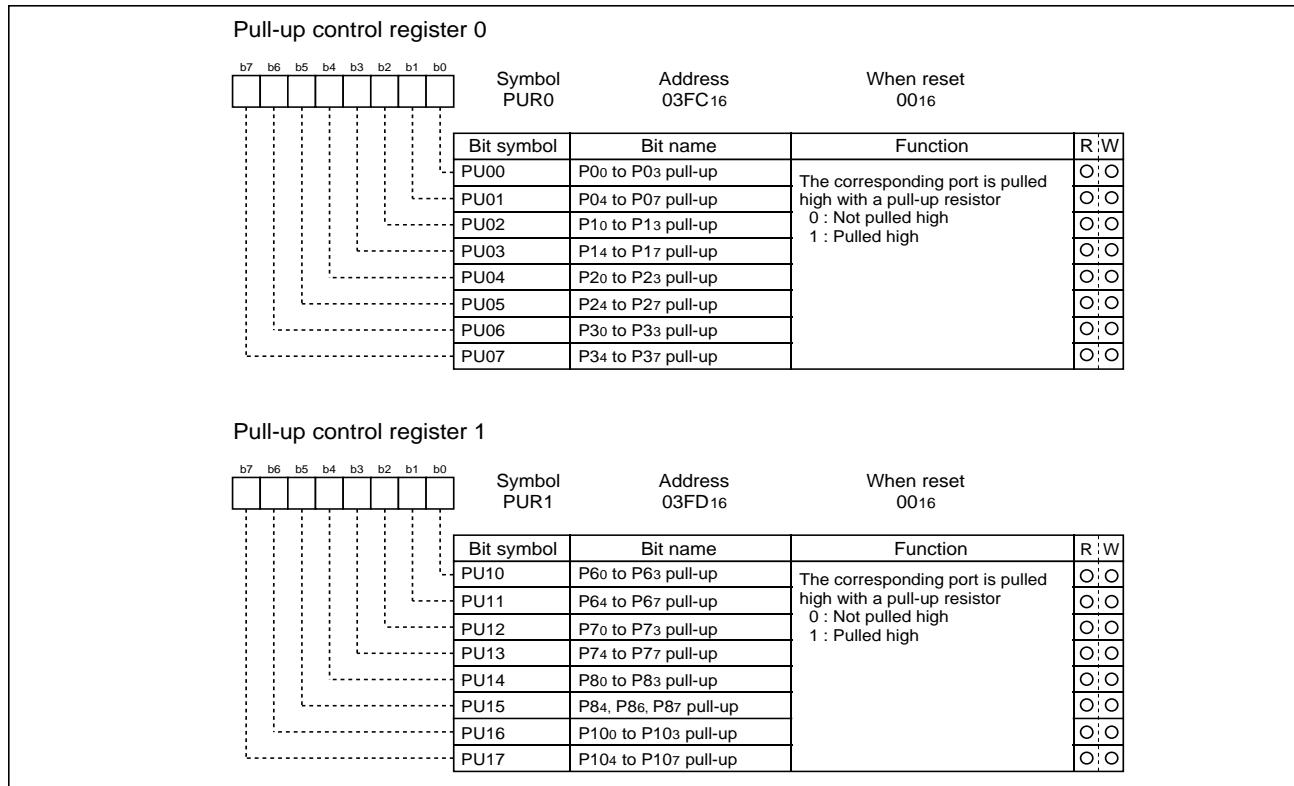 Pull-up control register 0
b7 b6 b5 b4 b3 b2 b1 b0
Symbol Address When reset
PUR0 03FC16 0016
Bit symbol Bit name Function R W
PU00 P00 to P03 pull-up The corresponding port is pulled
PU01 P04 to P07 pull-up high with a pull-up resistor
PU02 P10 to P13 pull-up 0 : Not pulled high
PU03 P14 to P17 pull-up 1 : Pulled high
PU04 P20 to P23 pull-up
PU05 P24 to P27 pull-up
PU06 P30 to P33 pull-up
PU07 P34 to P37 pull-up
Pull-up control register 1
b7 b6 b5 b4 b3 b2 b1 b0
Symbol Address When reset
PUR1 03FD16 0016
Bit symbol Bit name Function R W
PU10 P60 to P63 pull-up The corresponding port is pulled
PU11 P64 to P67 pull-up high with a pull-up resistor
PU12 P70 to P73 pull-up 0 : Not pulled high
PU13 P74 to P77 pull-up 1 : Pulled high
PU14 P80 to P83 pull-up
PU15 P84, P86, P87 pull-up
PU16 P100 to P103 pull-up
PU17 P104 to P107 pull-up